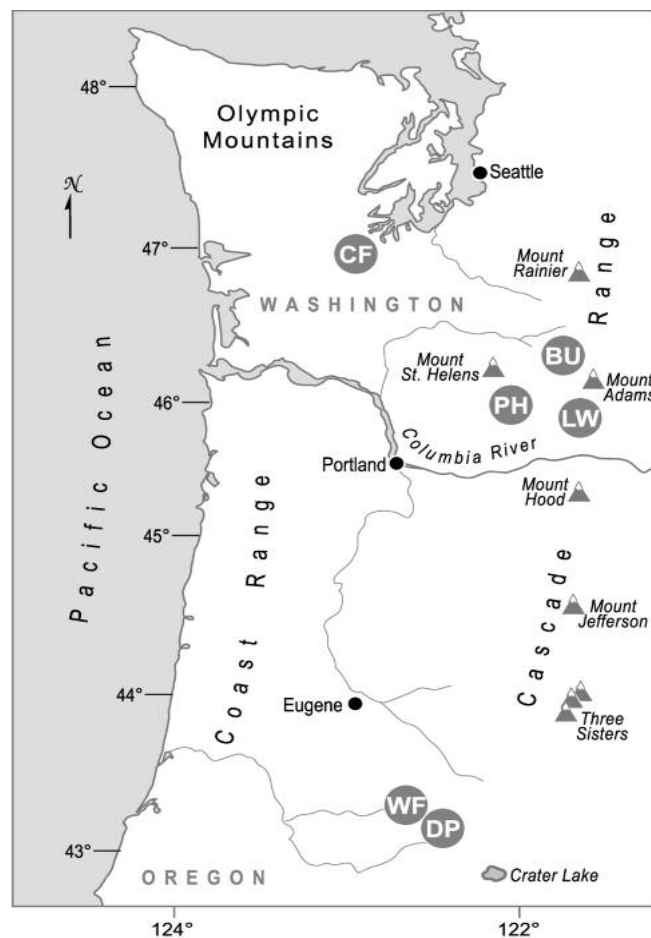 48°
Olympic
Mountains
Seattle
N
47°
CF
Mount
Rainier
Range
WASHINGTON
Mount
St. Helens
BU
Mount
Adams
PH
LW
46°
Columbia River
Portland
Pacific Ocean
Mount
Hood
45°
Coast Range
Cascade
Mount
Jefferson
44°
Eugene
Three
Sisters
WF
DP
43°
OREGON
Crater Lake
124°
122°